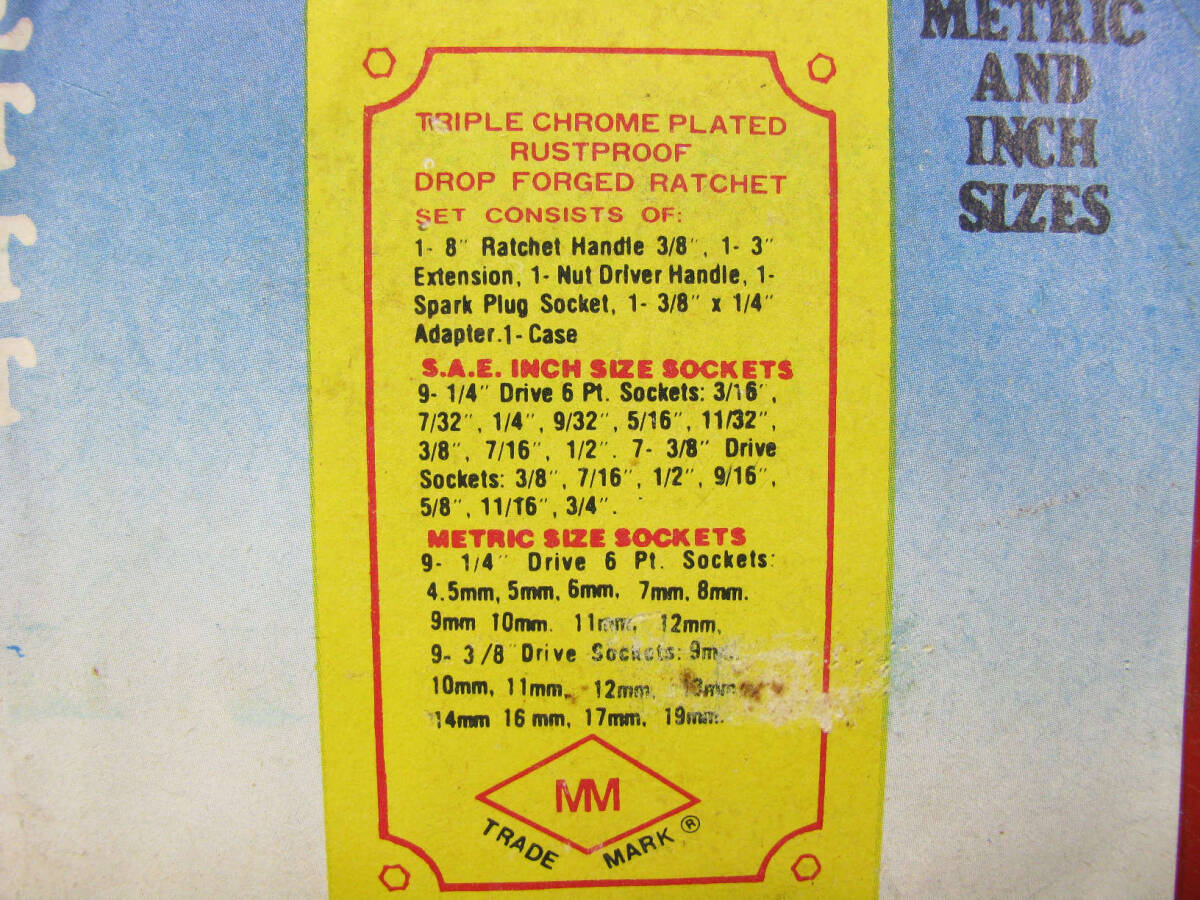 METRIC
AND
INCH
SIZES
TRIPLE CHROME PLATED
RUSTPROOF
DROP FORGED RATCHET
SET CONSISTS OF:
1- 8" Ratchet Handle 3/8", 1- 3"
Extension, 1- Nut Driver Handle, 1-
Spark Plug Socket, 1- 3/8" x 1/4"
Adapter.1- Case
S.A.E. INCH SIZE SOCKETS
9- 1/4" Drive 6 Pt. Sockets: 3/16",
7/32", 1/4", 9/32", 5/16", 11/32",
3/8", 7/16", 1/2". 7- 3/8" Drive
Sockets: 3/8", 7/16", 1/2", 9/16",
5/8", 11/16", 3/4".
METRIC SIZE SOCKETS
9- 1/4" Drive 6 Pt. Sockets:
4.5mm, 5mm, 6mm, 7mm, 8mm.
9mm 10mm. 11mm, 12mm,
9- 3/8" Drive Sockets: 9mm.
10mm, 11mm, 12mm, 13mm
14mm 16mm, 17mm, 19mm.
MM
TRADE MARK ®